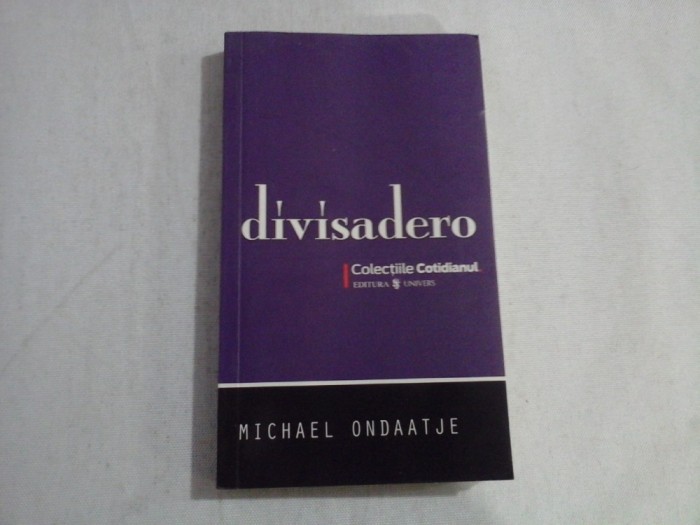 divisadero
Colecțiile Cotidianul
EDITURA UNIVERS
MICHAEL ONDAATJE